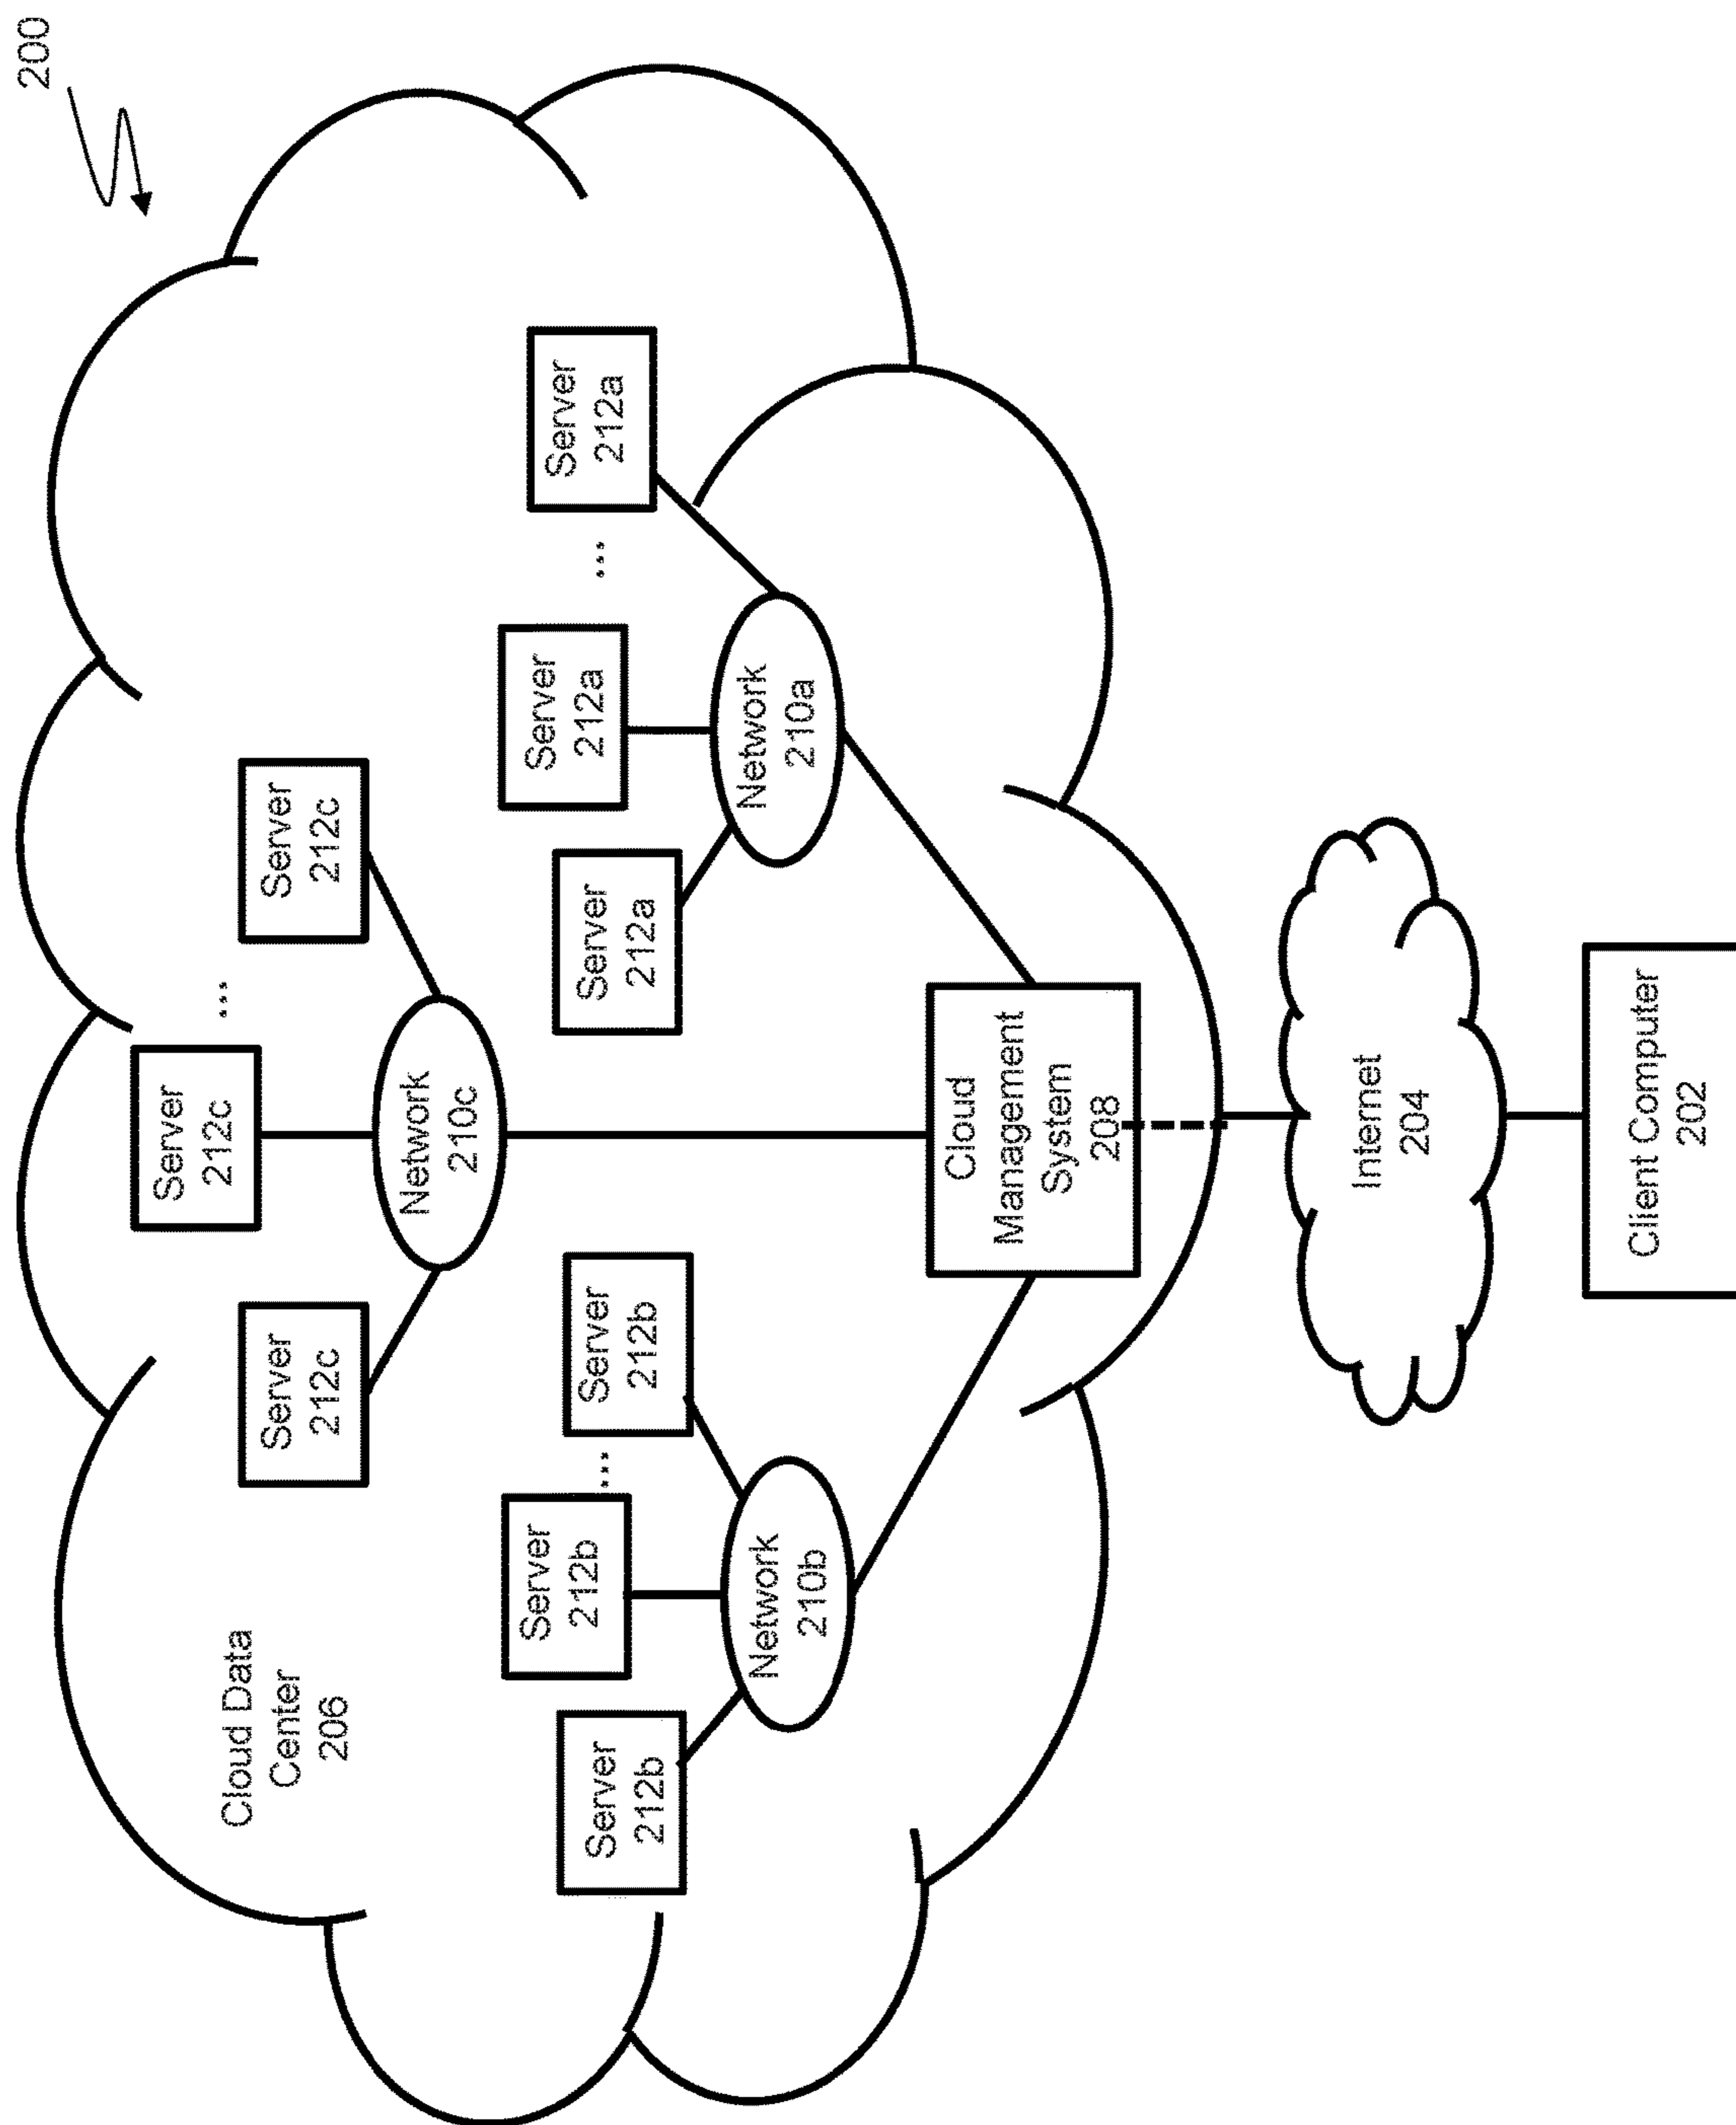 200
Cloud Data
Center
206
Server
212c
...
Server
212c
Server
212c
Network
210c
Server
212b
Server
212b
...
Server
212b
Network
210b
Server
212a
Server
212a
...
Server
212a
Network
210a
Cloud
Management
System
208
Internet
204
Client Computer
202